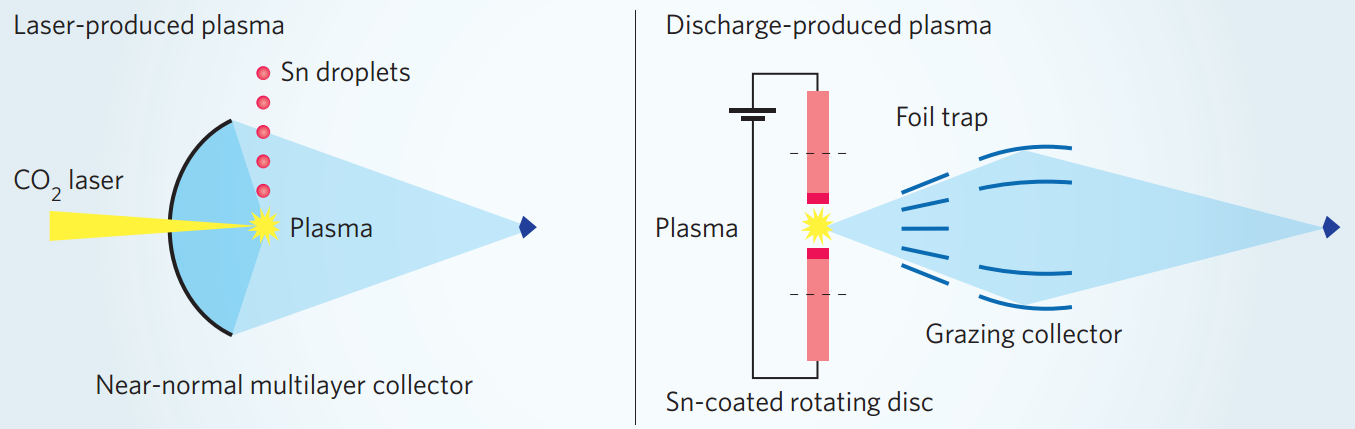 Laser-produced plasma
Sn droplets
CO2 laser
Plasma
Near-normal multilayer collector
Discharge-produced plasma
Foil trap
Plasma
Grazing collector
Sn-coated rotating disc